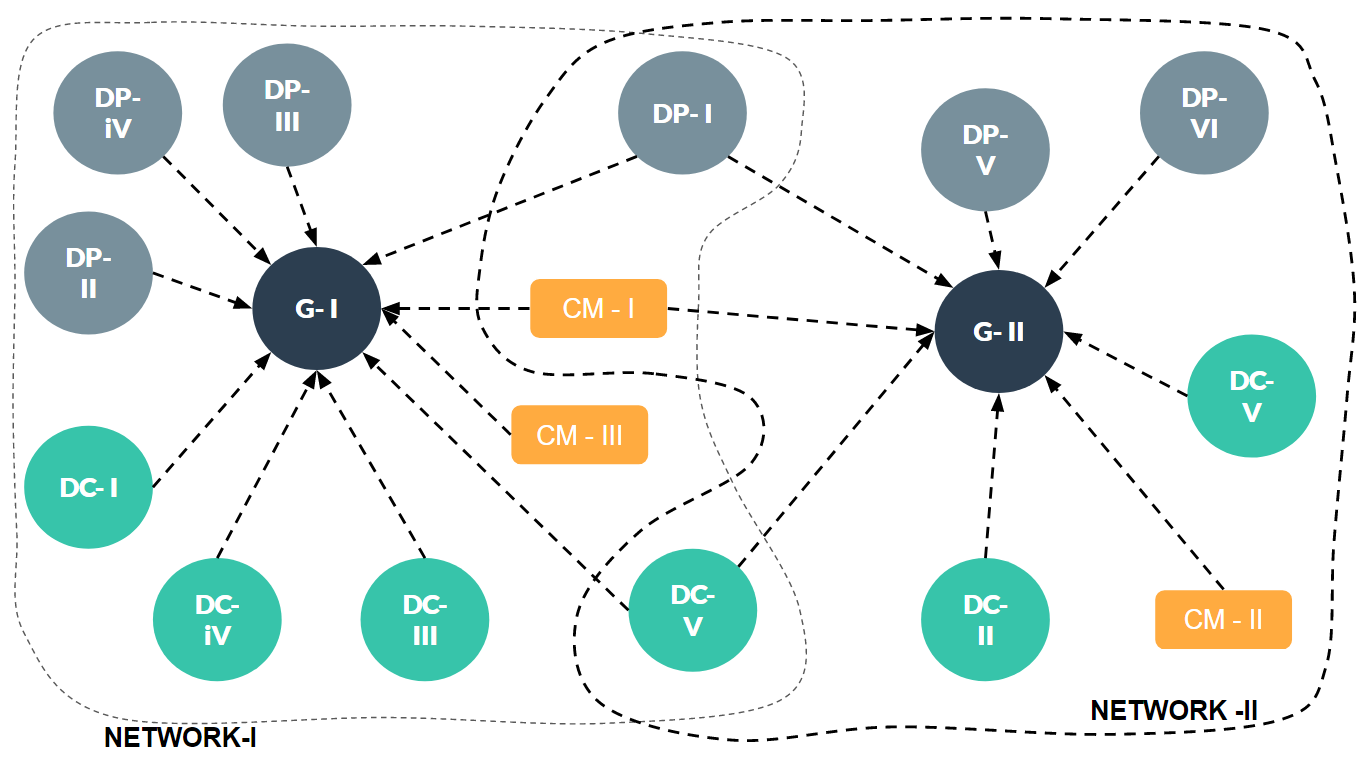 DP-
iV
DP-
III
DP- I
DP-
V
DP-
VI
DP-
II
G- I
CM - I
G- II
DC-
V
CM - III
DC- I
DC-
iV
DC-
III
DC-
V
DC-
II
CM - II
NETWORK-I
NETWORK -II